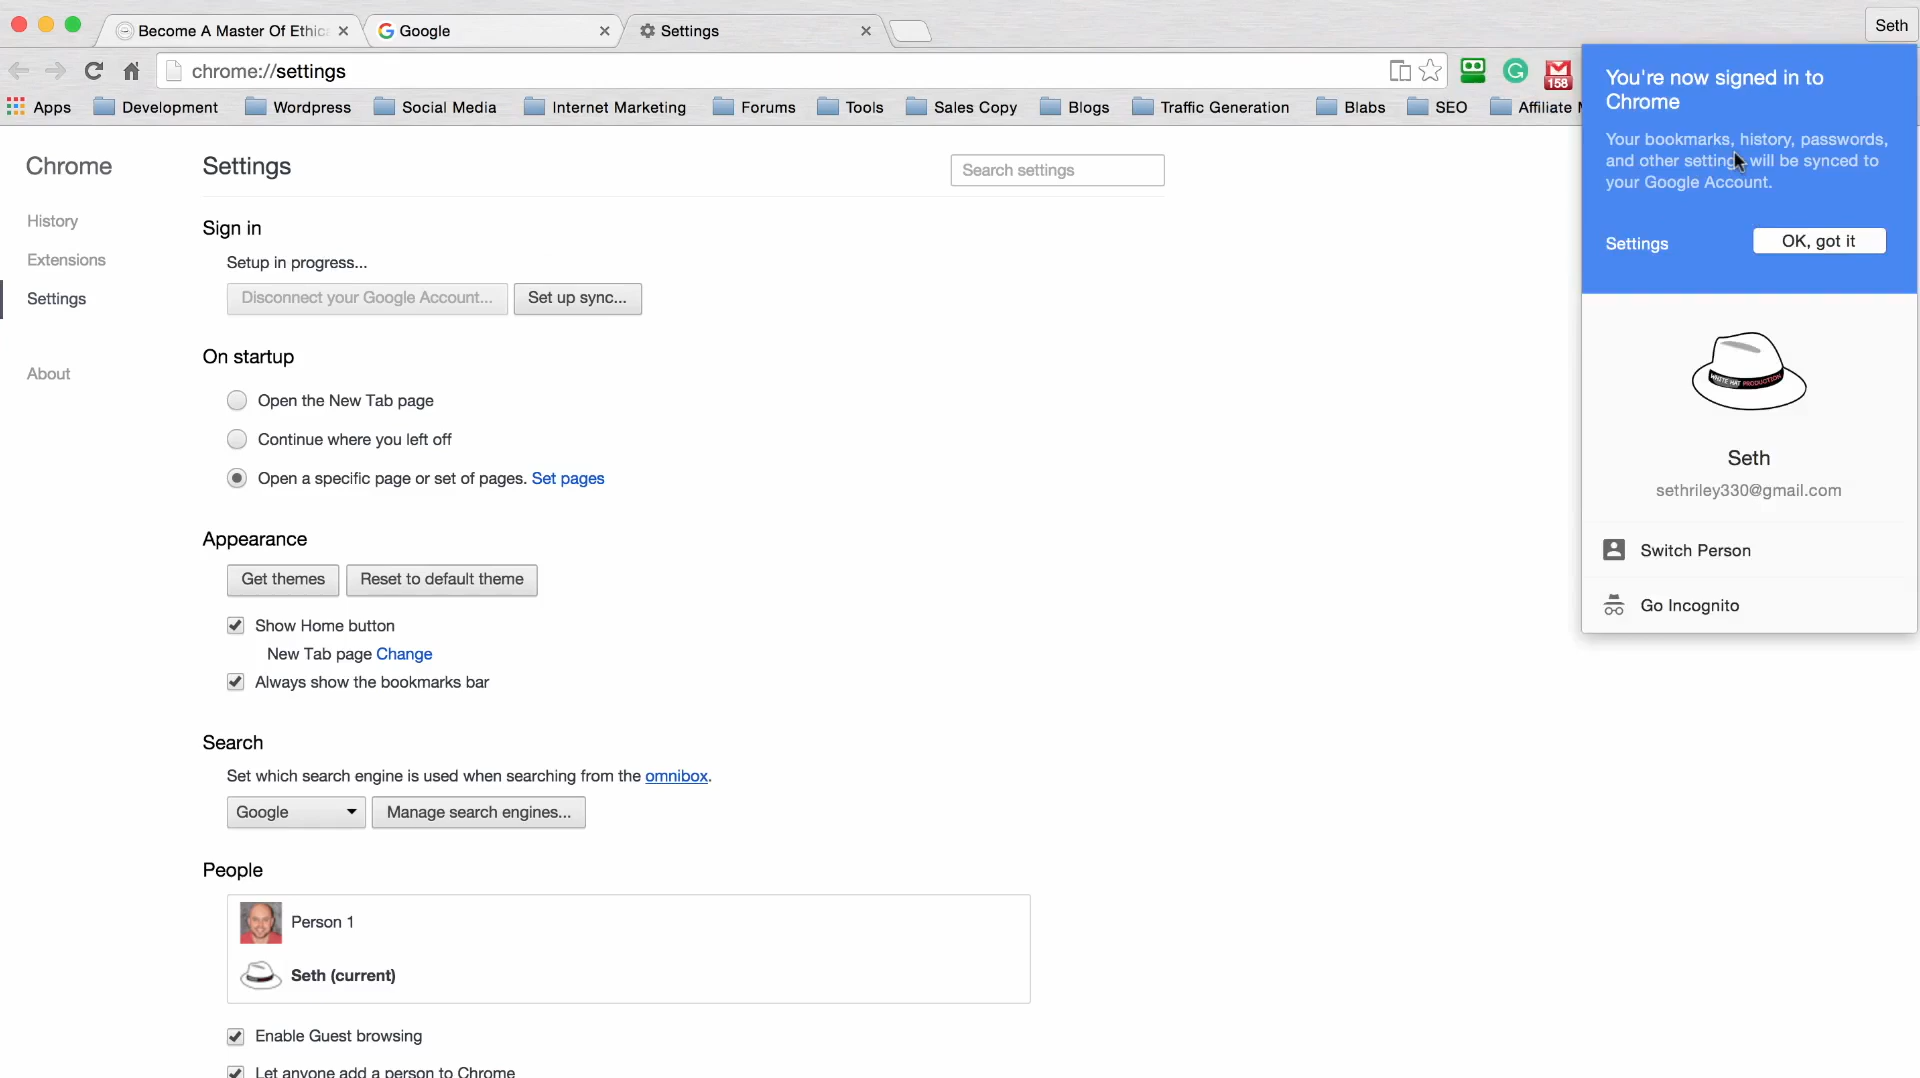 Become A Master Of Ethica
Google
Settings
Seth
chrome://settings
158
Apps
Development
Wordpress
Social Media
Internet Marketing
Forums
Tools
Sales Copy
Blogs
Traffic Generation
Blabs
SEO
Affiliate M
You're now signed in to
Chrome
Your bookmarks, history, passwords,
and other settings will be synced to
your Google Account.
Settings
OK, got it
WHITE HAT PRODUCTION
Seth
sethriley330@gmail.com
Switch Person
Go Incognito
Chrome
History
Extensions
Settings
About
Settings
Search settings
Sign in
Setup in progress...
Disconnect your Google Account...
Set up sync...
On startup
Open the New Tab page
Continue where you left off
Open a specific page or set of pages. Set pages
Appearance
Get themes
Reset to default theme
Show Home button
New Tab page Change
Always show the bookmarks bar
Search
Set which search engine is used when searching from the omnibox.
Google
Manage search engines...
People
Person 1
Seth (current)
Enable Guest browsing
Let anyone add a person to Chrome